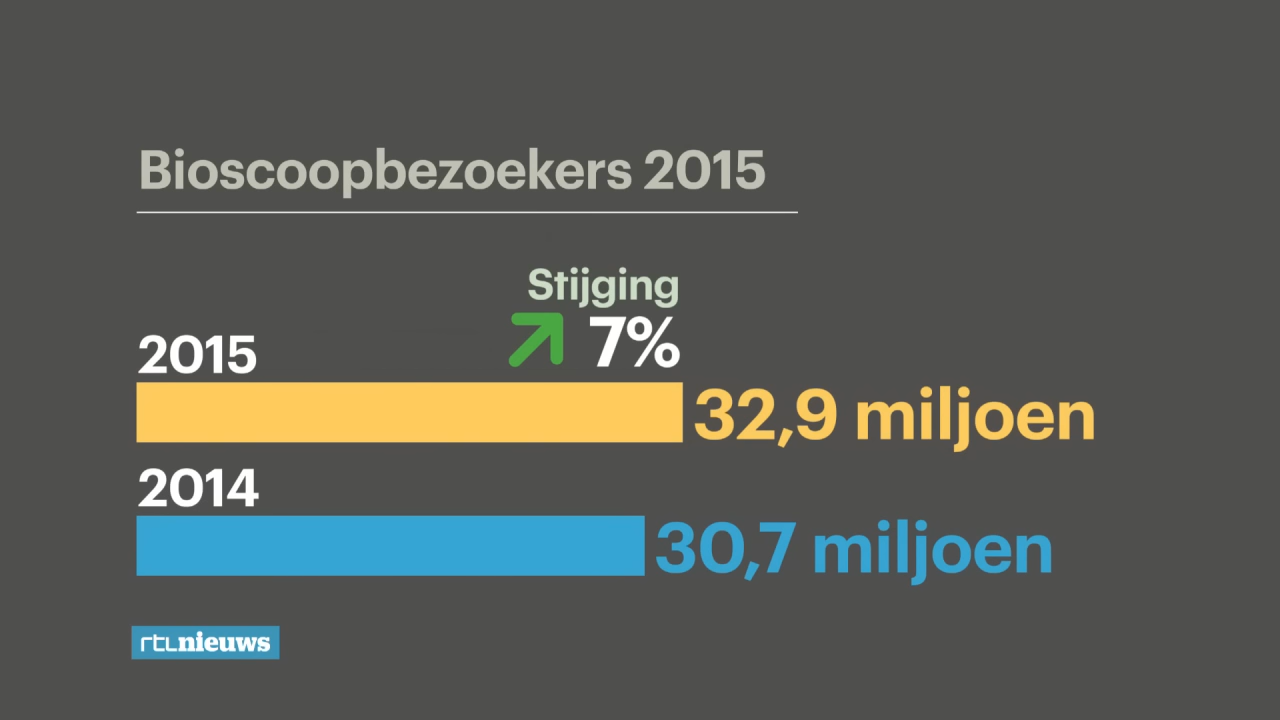 Bioscoopbezoekers 2015
Stijging
7%
2015
32,9 miljoen
2014
30,7 miljoen
rtlnieuws